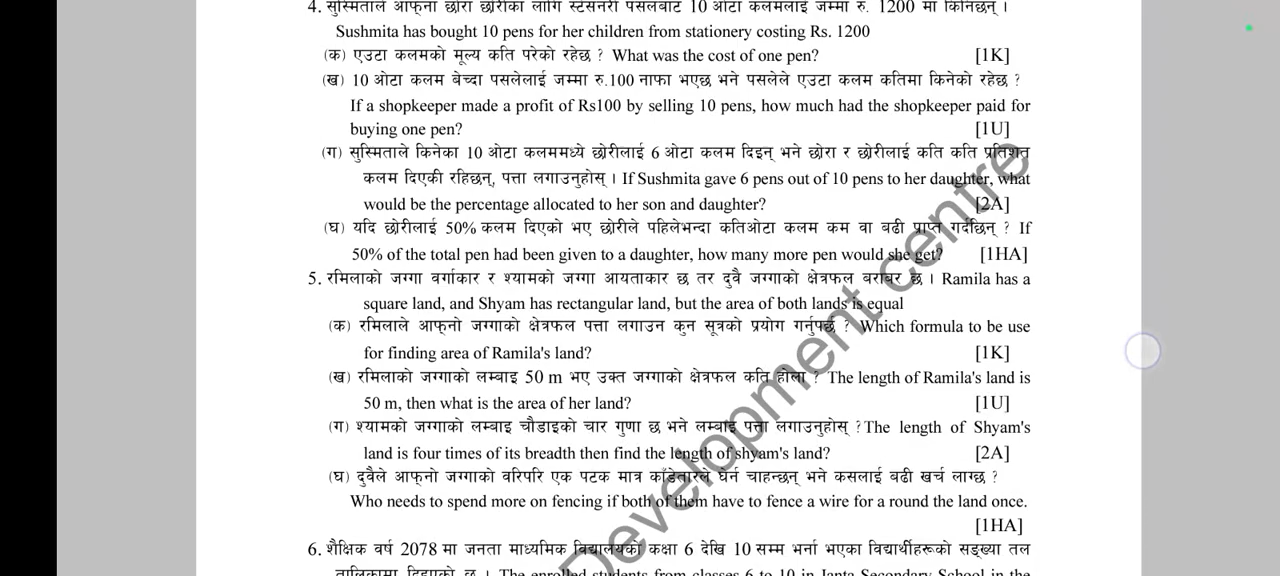 4. सुस्मिताले आफ्ना छोरा छोरीका लागि स्टेसनरी पसलबाट 10 ओटा कलमलाई जम्मा रु. 1200 मा किनिछन् ।
Sushmita has bought 10 pens for her children from stationery costing Rs. 1200
(क) एउटा कलमको मूल्य कति परेको रहेछ ? What was the cost of one pen? [1K]
(ख) 10 ओटा कलम बेच्दा पसलेलाई जम्मा रु.100 नाफा भएछ भने पसलेले एउटा कलम कतिमा किनेको रहेछ ?
If a shopkeeper made a profit of Rs100 by selling 10 pens, how much had the shopkeeper paid for
buying one pen? [1U]
(ग) सुस्मिताले किनेका 10 ओटा कलममध्ये छोरीलाई 6 ओटा कलम दिइन् भने छोरा र छोरीलाई कति कति प्रतिशत
कलम दिएकी रहिछन्, पत्ता लगाउनुहोस् । If Sushmita gave 6 pens out of 10 pens to her daughter, what
would be the percentage allocated to her son and daughter? [2A]
(घ) यदि छोरीलाई 50% कलम दिएको भए छोरीले पहिलेभन्दा कतिओटा कलम कम वा बढी प्राप्त गर्दछिन् ? If
50% of the total pen had been given to a daughter, how many more pen would she get? [1HA]
5. रमिलाको जग्गा वर्गाकार र श्यामको जग्गा आयताकार छ तर दुवै जग्गाको क्षेत्रफल बराबर छ । Ramila has a
square land, and Shyam has rectangular land, but the area of both lands is equal
(क) रमिलाले आफ्नो जग्गाको क्षेत्रफल पत्ता लगाउन कुन सूत्रको प्रयोग गर्नुपर्छ ? Which formula to be use
for finding area of Ramila's land? [1K]
(ख) रमिलाको जग्गाको लम्बाइ 50 m भए उक्त जग्गाको क्षेत्रफल कति होला ? The length of Ramila's land is
50 m, then what is the area of her land? [1U]
(ग) श्यामको जग्गाको लम्बाइ चौडाइको चार गुणा छ भने लम्बाई पत्ता लगाउनुहोस् ? The length of Shyam's
land is four times of its breadth then find the length of shyam's land? [2A]
(घ) दुवैले आफ्नो जग्गाको वरिपरि एक पटक मात्र काँडेतारले घेर्न चाहन्छन् भने कसलाई बढी खर्च लाग्छ ?
Who needs to spend more on fencing if both of them have to fence a wire for a round the land once.
[1HA]
6. शैक्षिक वर्ष 2078 मा जनता माध्यमिक विद्यालयको कक्षा 6 देखि 10 सम्म भर्ना भएका विद्यार्थीहरूको सङ्ख्या तल
तालिकामा दिइएको छ । The enrolled students from classes 6 to 10 in Janta Secondary School in the
Development centre